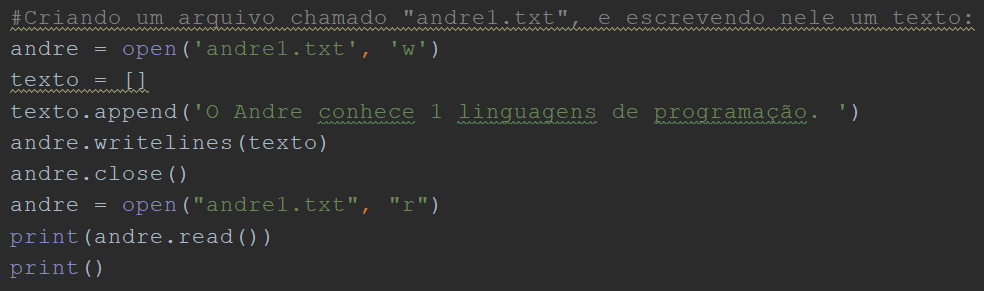 #Criando um arquivo chamado "andre1.txt", e escrevendo nele um texto:
andre = open('andre1.txt', 'w')
texto = []
texto.append('O Andre conhece 1 linguagens de programação. ')
andre.writelines(texto)
andre.close()
andre = open("andre1.txt", "r")
print(andre.read())
print()